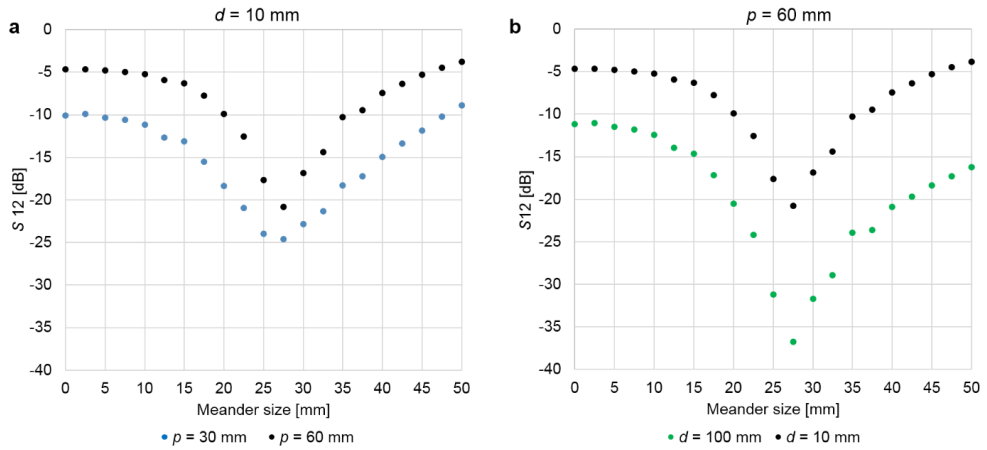 a
d = 10 mm
0
-5
-10
-15
-20
-25
-30
-35
-40
S 12 [dB]
0 5 10 15 20 25 30 35 40 45 50
Meander size [mm]
p = 30 mm p = 60 mm
b
p = 60 mm
0
-5
-10
-15
-20
-25
-30
-35
-40
S12 [dB]
0 5 10 15 20 25 30 35 40 45 50
Meander size [mm]
d = 100 mm d = 10 mm